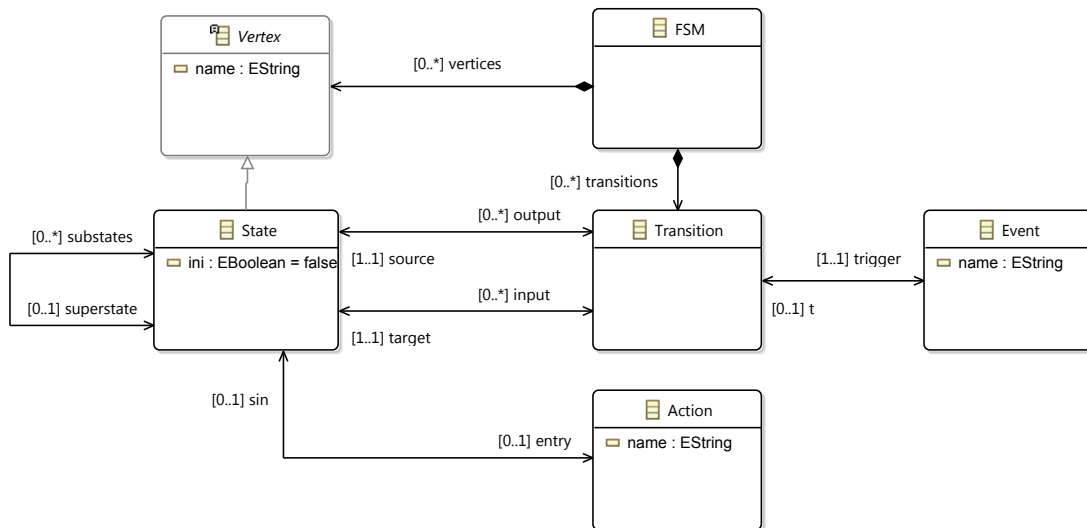 Vertex
name : EString
FSM
[0..*] vertices
[0..*] transitions
State
ini : EBoolean = false
[0..*] substates
[0..1] superstate
[0..*] output
[1..1] source
[0..*] input
[1..1] target
Transition
[1..1] trigger
[0..1] t
Event
name : EString
[0..1] sin
[0..1] entry
Action
name : EString